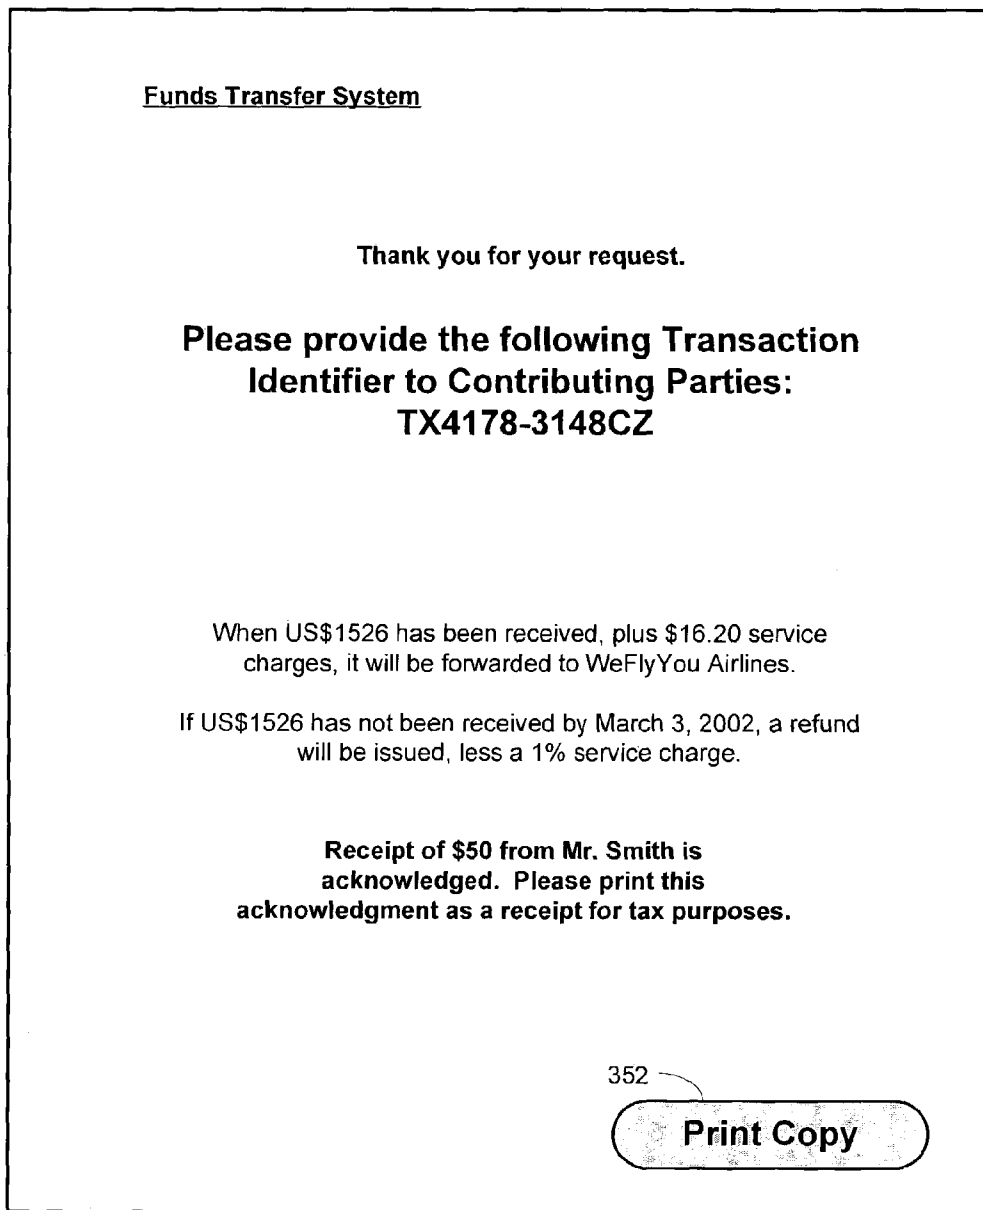 Funds Transfer System
Thank you for your request.
Please provide the following Transaction
Identifier to Contributing Parties:
TX4178-3148CZ
When US$1526 has been received, plus $16.20 service
charges, it will be forwarded to WeFlyYou Airlines.
If US$1526 has not been received by March 3, 2002, a refund
will be issued, less a 1% service charge.
Receipt of $50 from Mr. Smith is
acknowledged. Please print this
acknowledgment as a receipt for tax purposes.
352
Print Copy